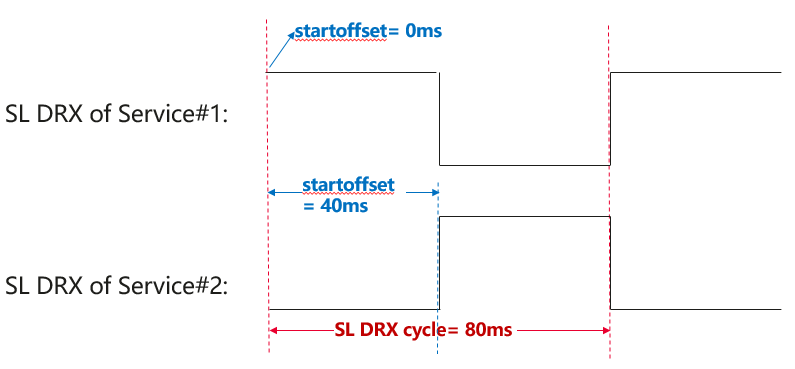 startoffset= 0ms
SL DRX of Service#1:
startoffset
= 40ms
SL DRX of Service#2:
SL DRX cycle= 80ms